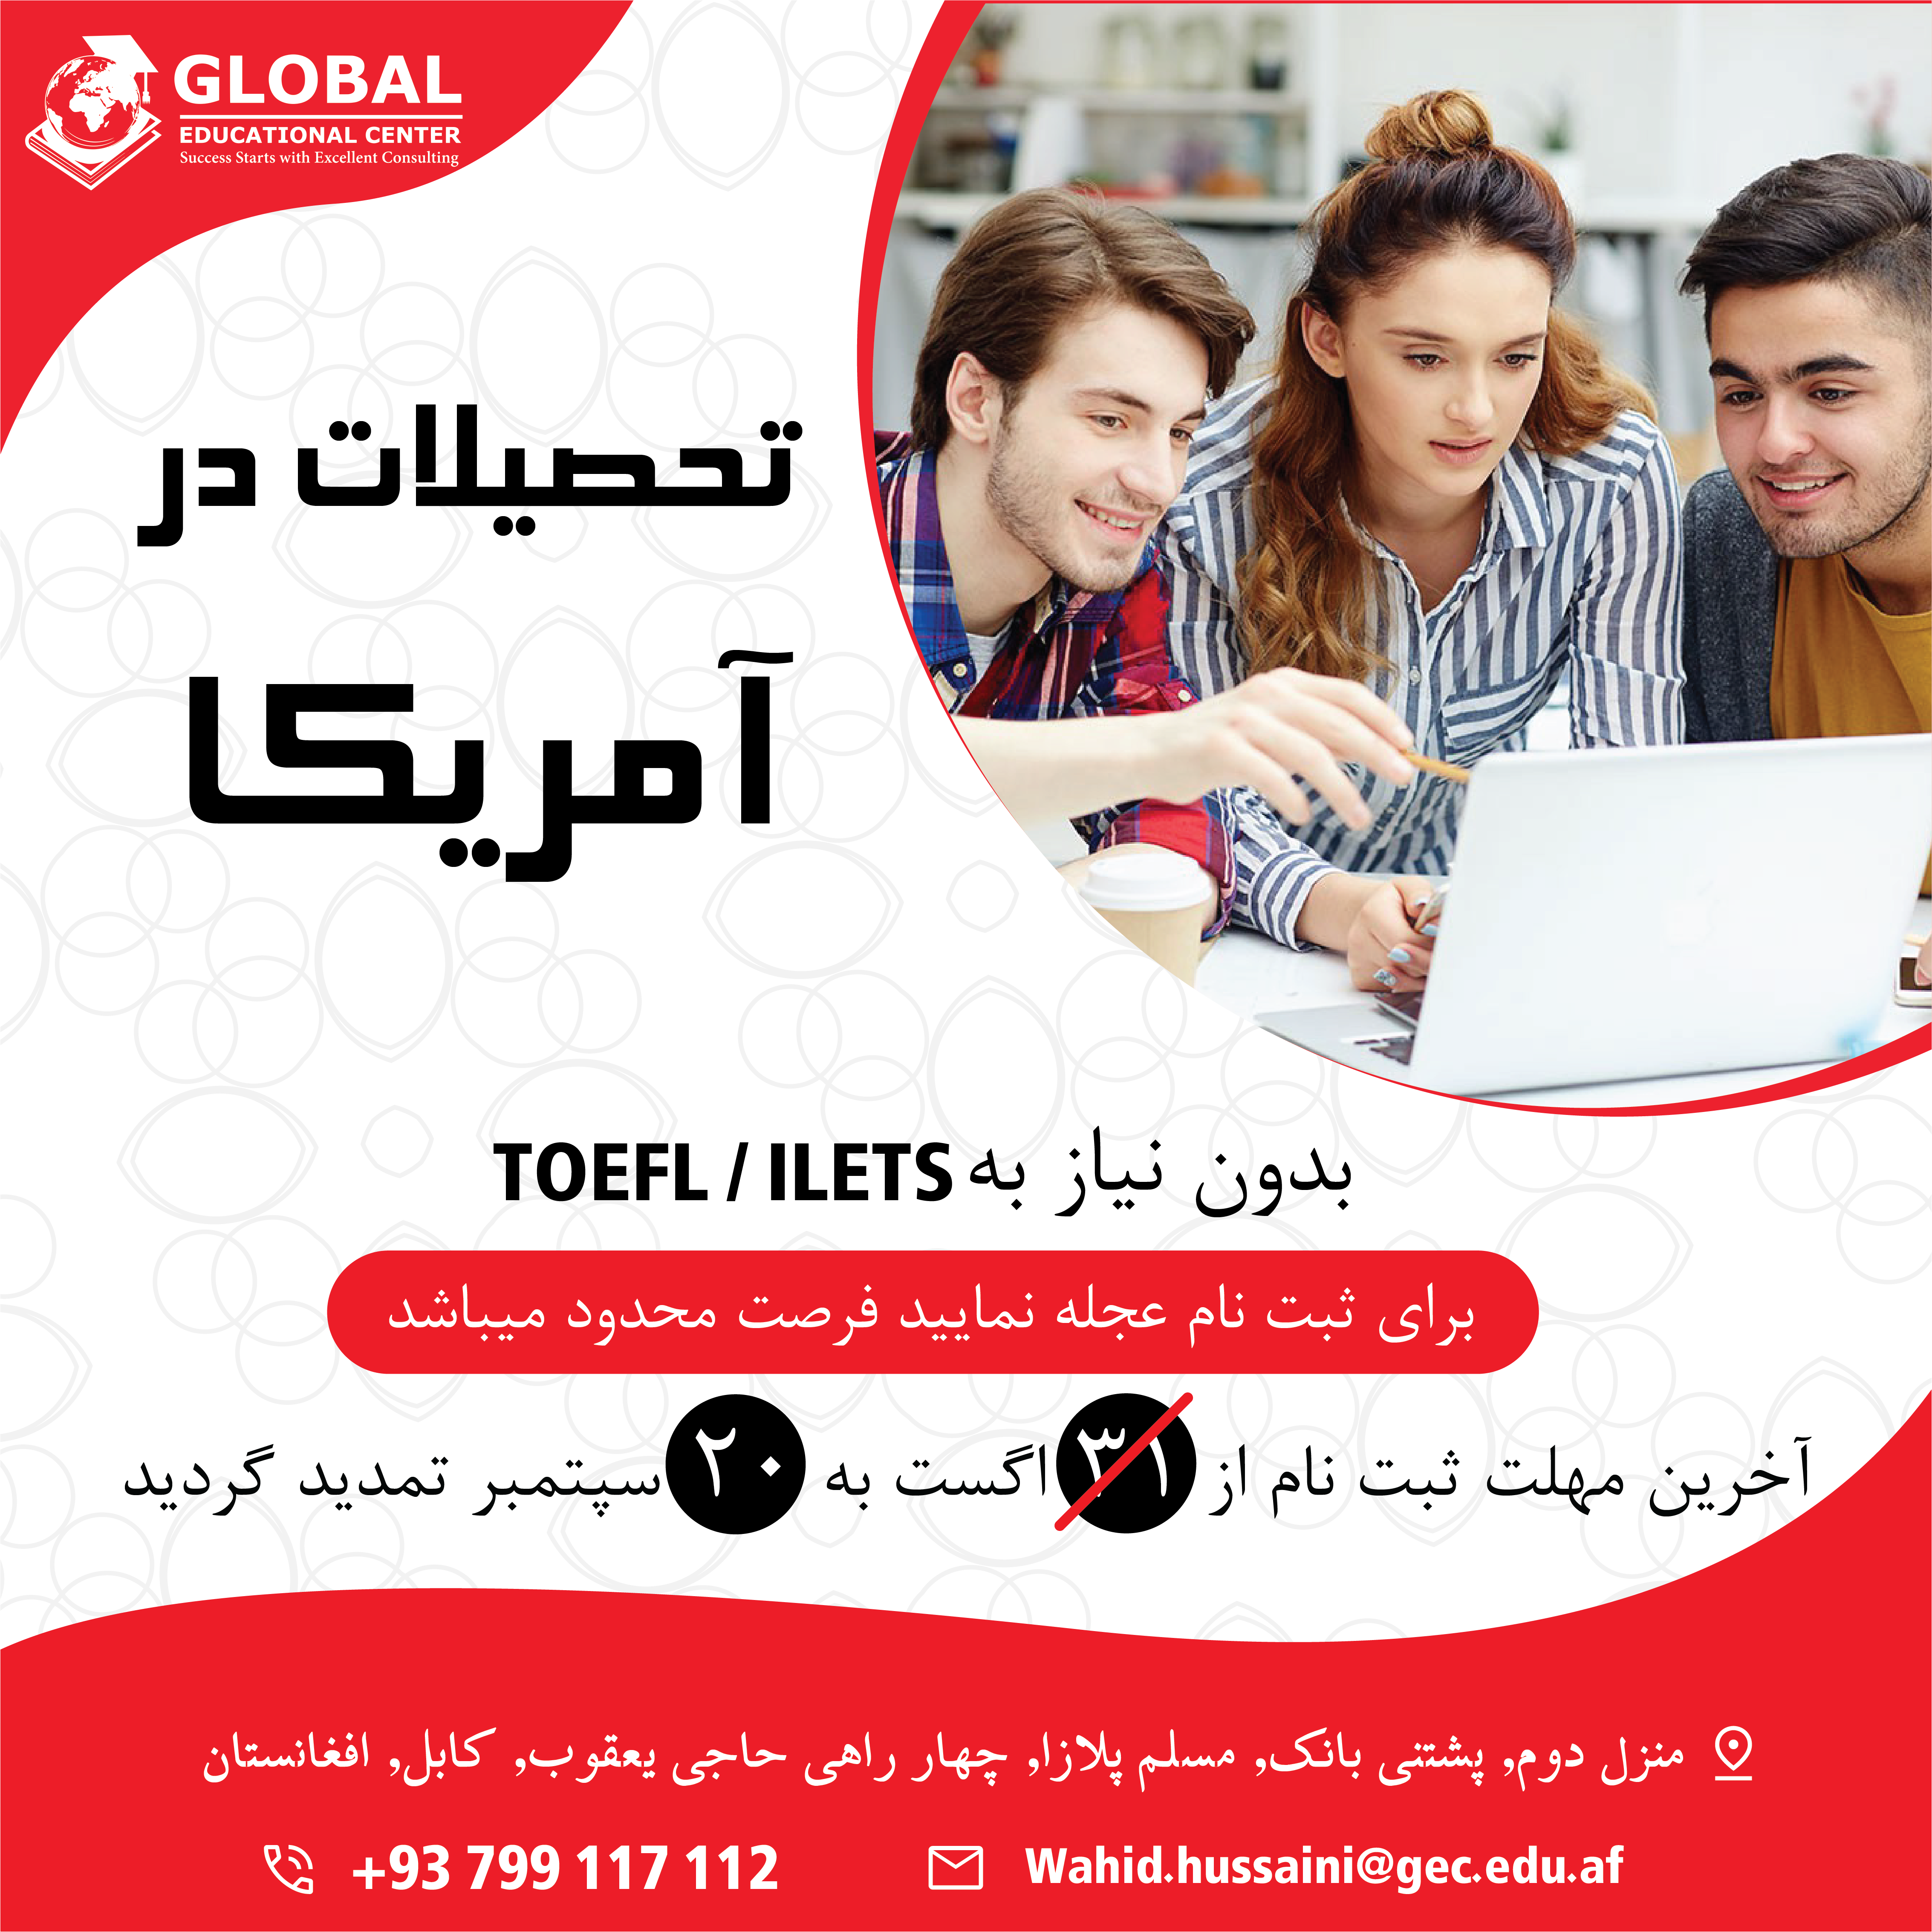 GLOBAL
EDUCATIONAL CENTER
Success Starts with Excellent Consulting
تحصیلات در
آمریکا
بدون نیاز به TOEFL / ILETS
برای ثبت نام عجله نمایید فرصت محدود میباشد
آخرین مهلت ثبت نام از ۳۱ اگست به ۲۰ سپتمبر تمدید گردید
منزل دوم, پشتنی بانک, مسلم پلازا, چهار راهی حاجی یعقوب, کابل, افغانستان
+93 799 117 112
Wahid.hussaini@gec.edu.af